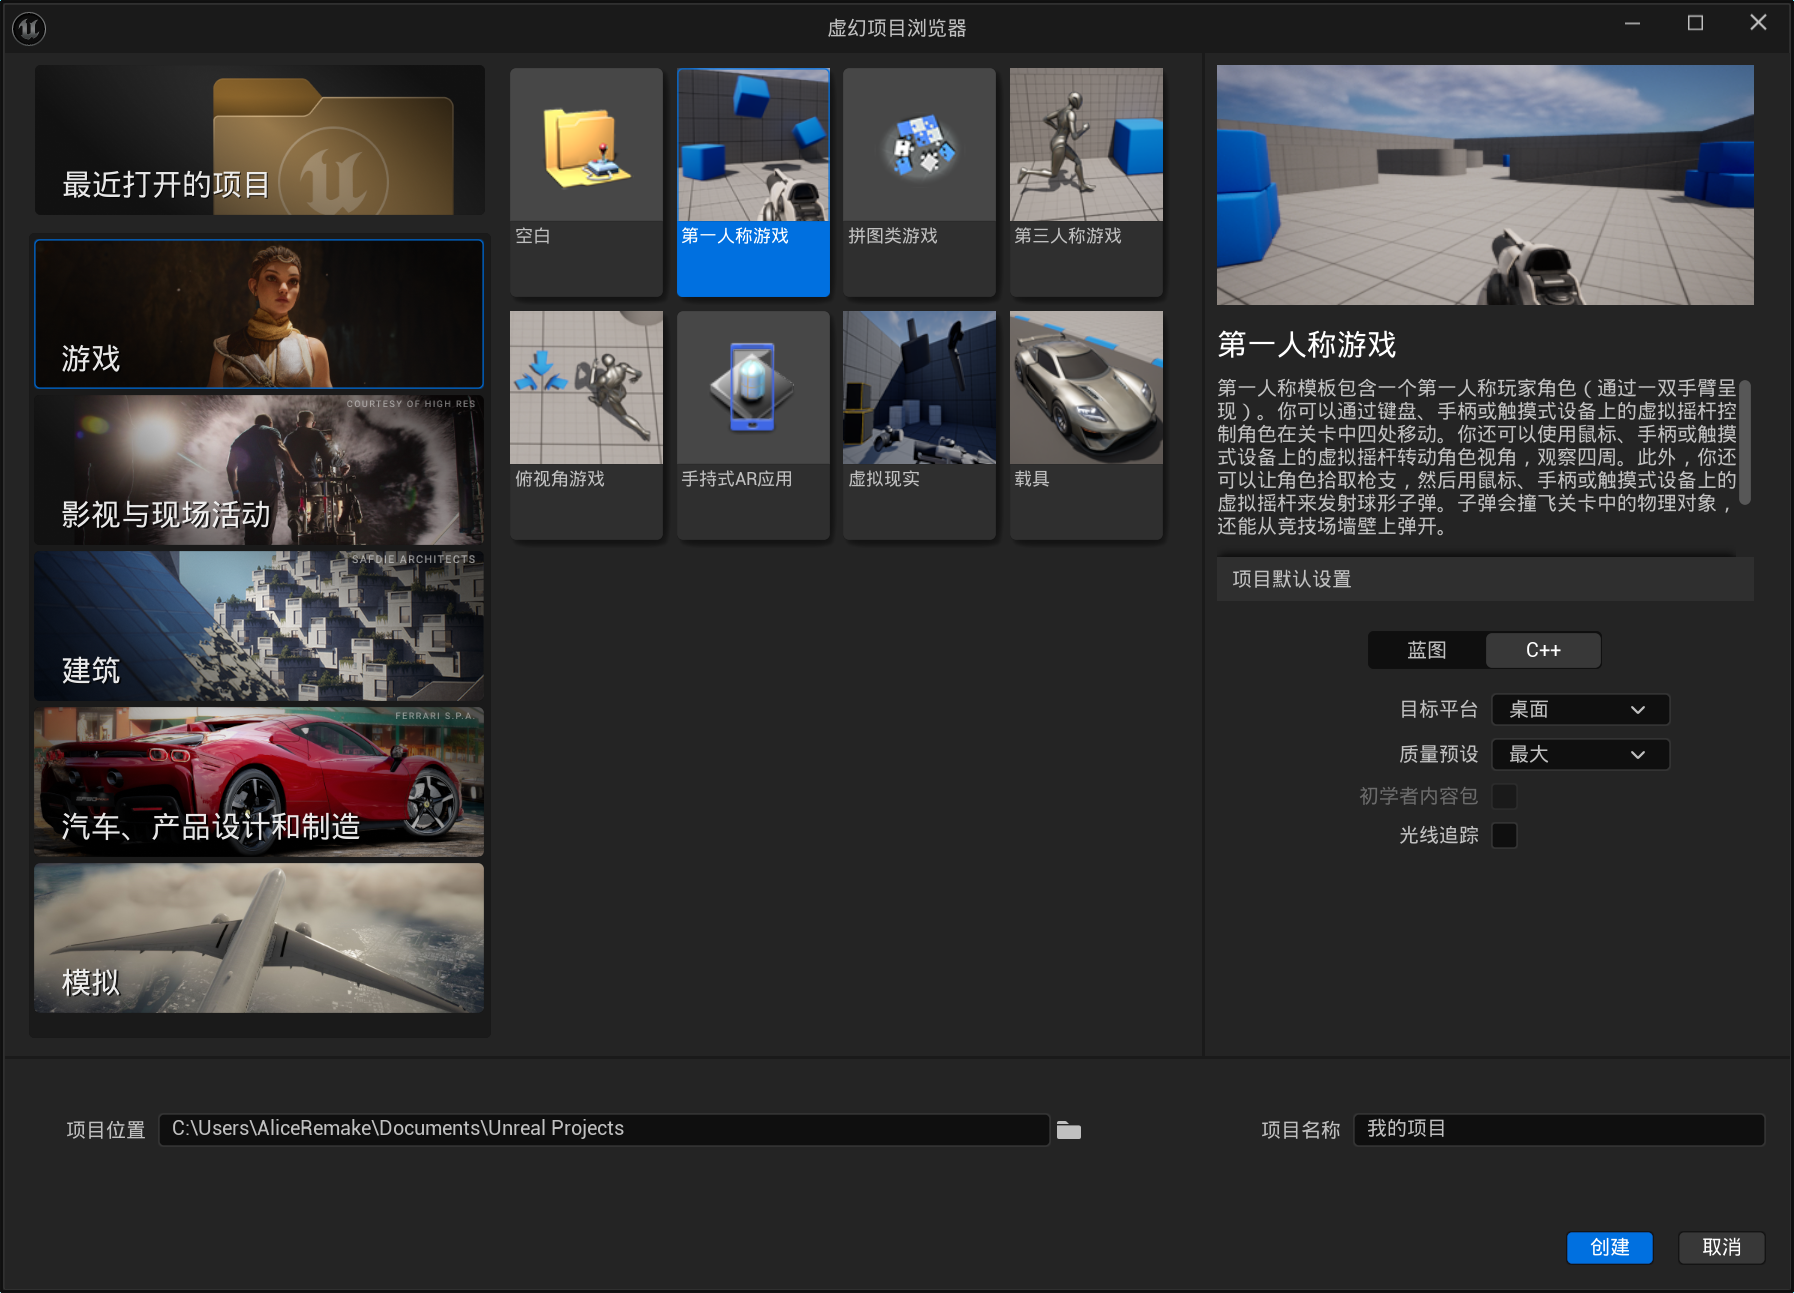 虚幻项目浏览器
最近打开的项目
游戏
COURTESY OF HIGH RES
影视与现场活动
SAFDIE ARCHITECTS
建筑
FERRARI S.P.A.
汽车、产品设计和制造
模拟
空白
第一人称游戏
拼图类游戏
第三人称游戏
俯视角游戏
手持式AR应用
虚拟现实
载具
第一人称游戏
第一人称模板包含一个第一人称玩家角色（通过一双手臂呈
现）。你可以通过键盘、手柄或触摸式设备上的虚拟摇杆控
制角色在关卡中四处移动。你还可以使用鼠标、手柄或触摸
式设备上的虚拟摇杆转动角色视角，观察四周。此外，你还
可以让角色拾取枪支，然后用鼠标、手柄或触摸式设备上的
虚拟摇杆来发射球形子弹。子弹会撞飞关卡中的物理对象，
还能从竞技场墙壁上弹开。
项目默认设置
蓝图 C++
目标平台 桌面
质量预设 最大
初学者内容包
光线追踪
项目位置 C:\Users\AliceRemake\Documents\Unreal Projects
项目名称 我的项目
创建 取消